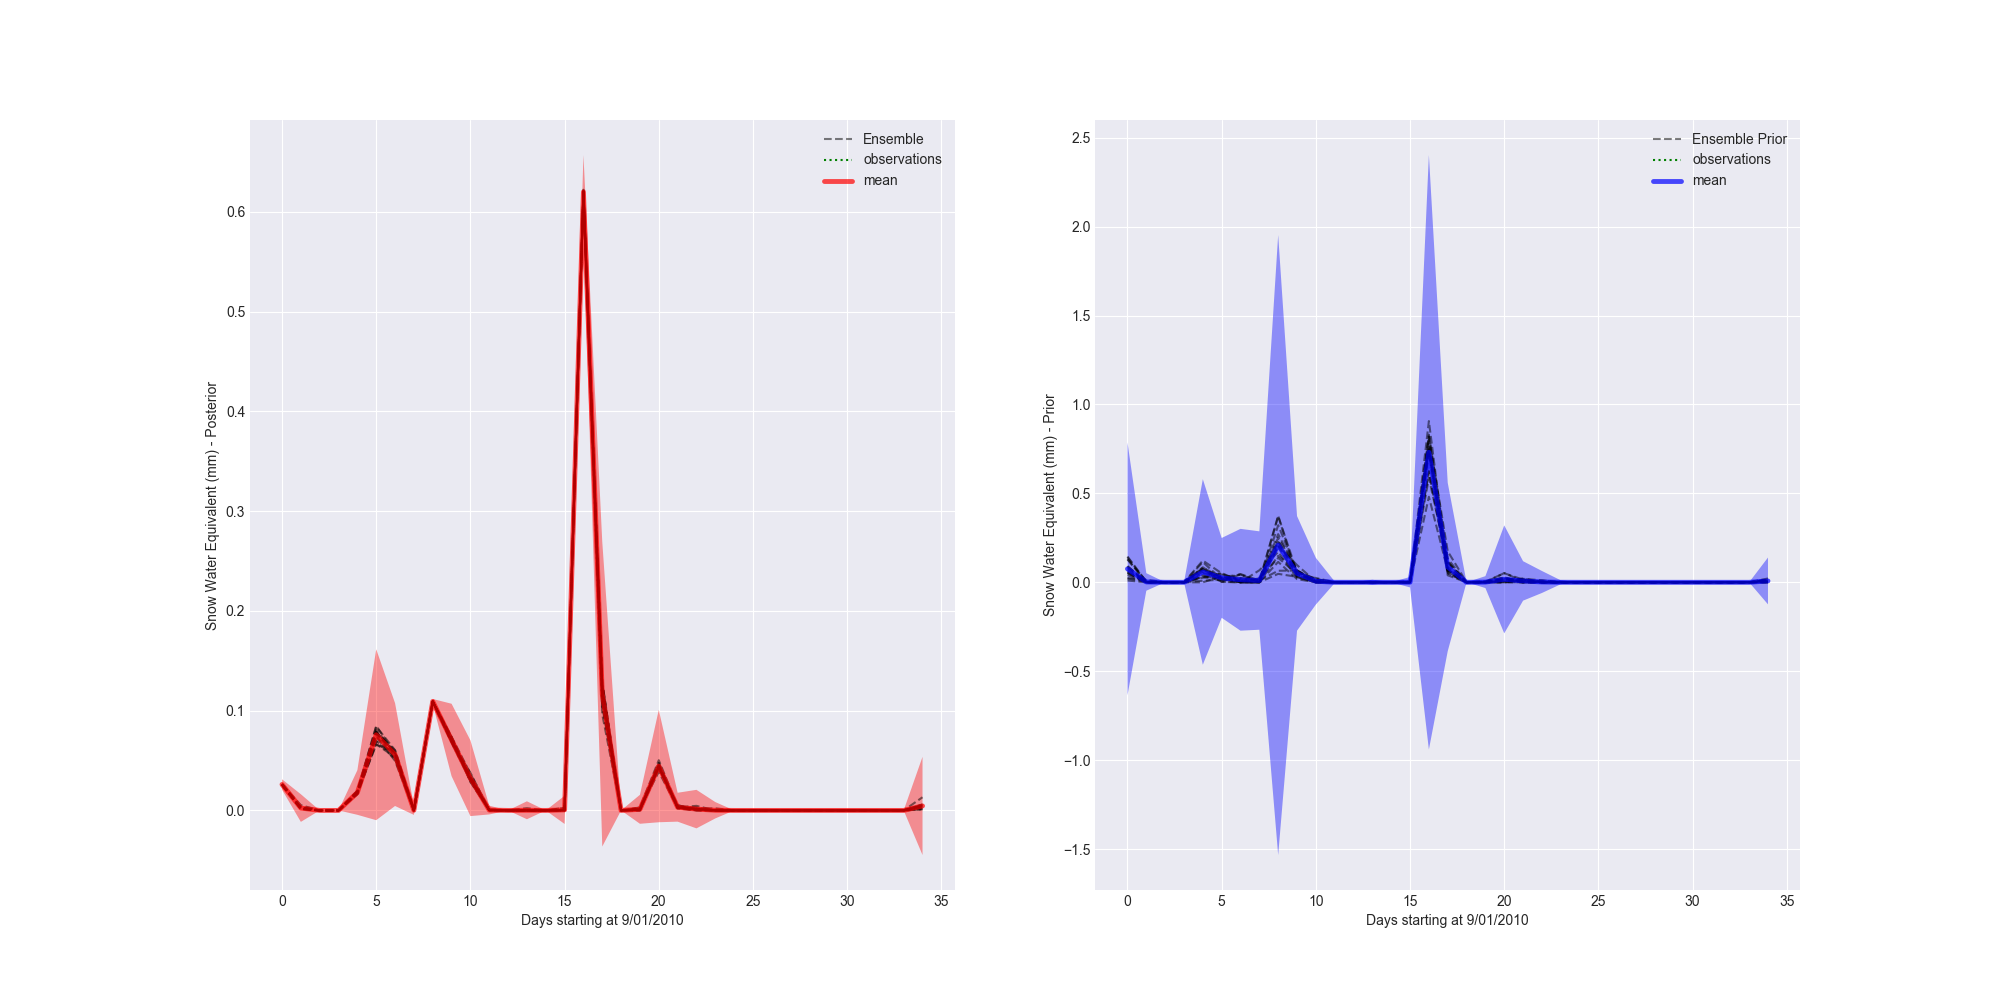 Ensemble
observations
mean
0.6
0.5
0.4
0.3
0.2
0.1
0.0
Snow Water Equivalent (mm) - Posterior
0 5 10 15 20 25 30 35
Days starting at 9/01/2010
Ensemble Prior
observations
mean
2.5
2.0
1.5
1.0
0.5
0.0
−0.5
−1.0
−1.5
Snow Water Equivalent (mm) - Prior
0 5 10 15 20 25 30 35
Days starting at 9/01/2010